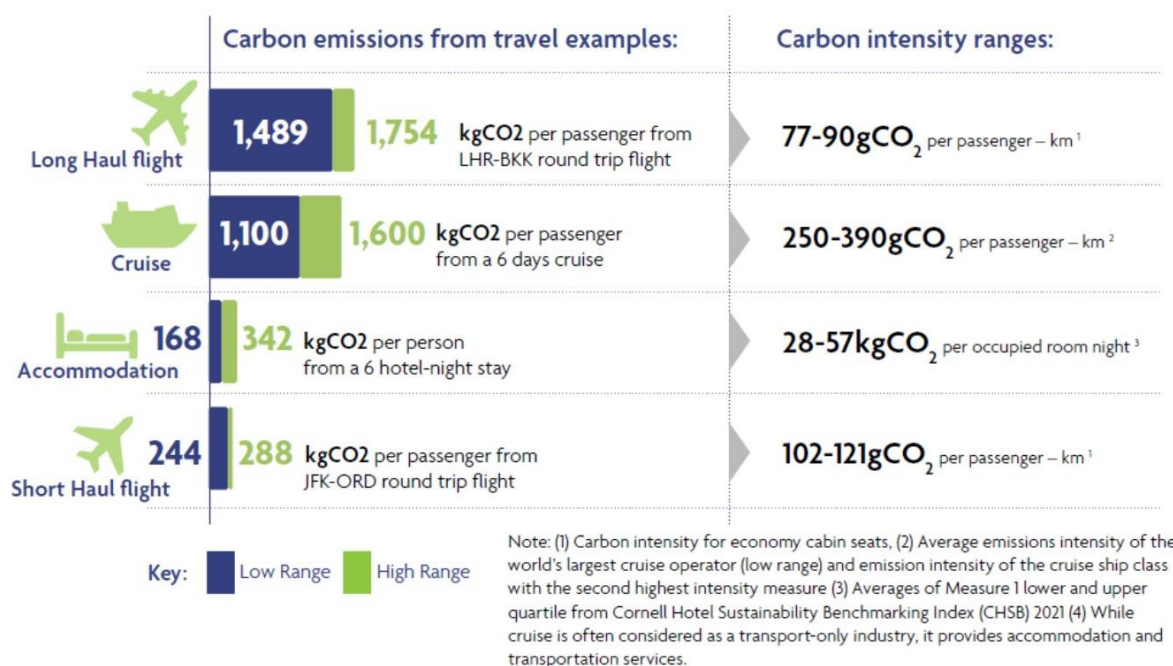 Carbon emissions from travel examples:
Carbon intensity ranges:
Long Haul flight
1,489
1,754
kgCO2 per passenger from
LHR-BKK round trip flight
77-90gCO₂ per passenger – km ¹
Cruise
1,100
1,600
kgCO2 per passenger
from a 6 days cruise
250-390gCO₂ per passenger – km ²
Accommodation
168
342
kgCO2 per person
from a 6 hotel-night stay
28-57kgCO₂ per occupied room night ³
Short Haul flight
244
288
kgCO2 per passenger from
JFK-ORD round trip flight
102-121gCO₂ per passenger – km ¹
Key:
Low Range
High Range
Note: (1) Carbon intensity for economy cabin seats, (2) Average emissions intensity of the
world's largest cruise operator (low range) and emission intensity of the cruise ship class
with the second highest intensity measure (3) Averages of Measure 1 lower and upper
quartile from Cornell Hotel Sustainability Benchmarking Index (CHSB) 2021 (4) While
cruise is often considered as a transport-only industry, it provides accommodation and
transportation services.